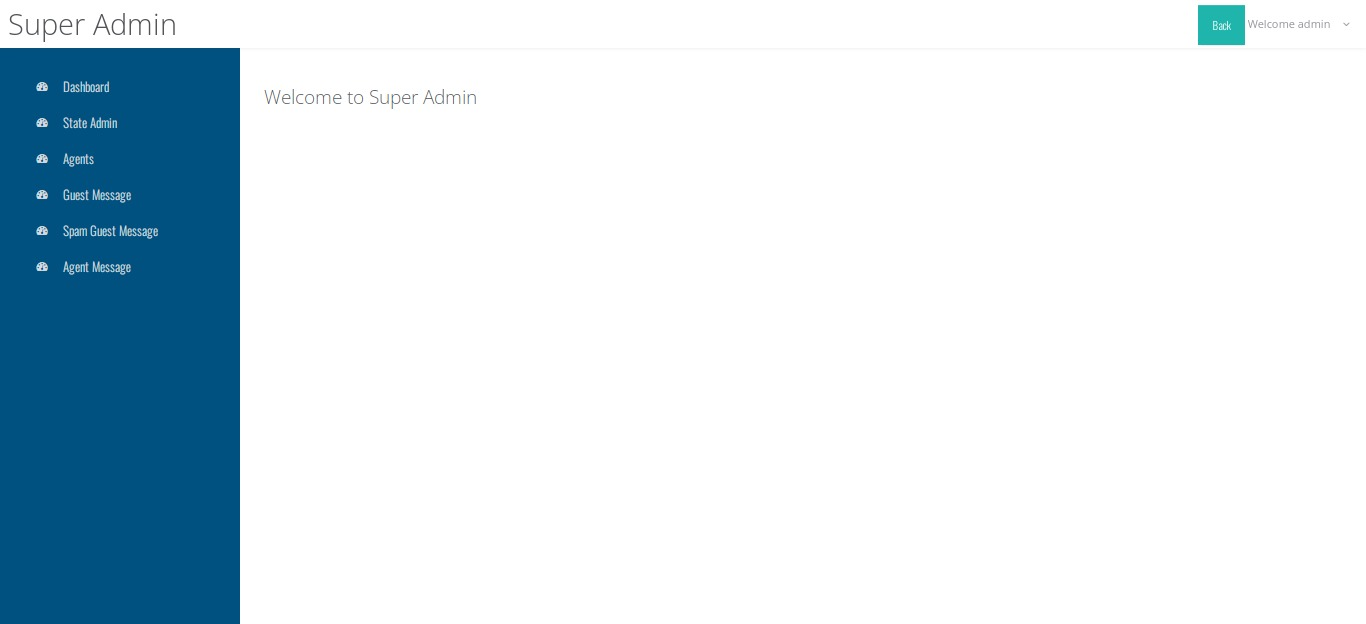 Super Admin
Back
Welcome admin
Dashboard
State Admin
Agents
Guest Message
Spam Guest Message
Agent Message
Welcome to Super Admin